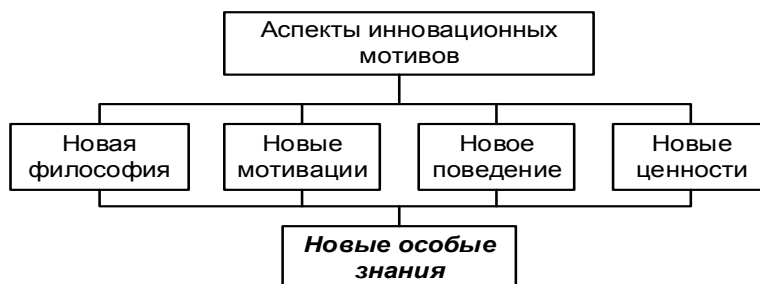 Аспекты инновационных
мотивов
Новая
философия
Новые
мотивации
Новое
поведение
Новые
ценности
Новые особые
знания